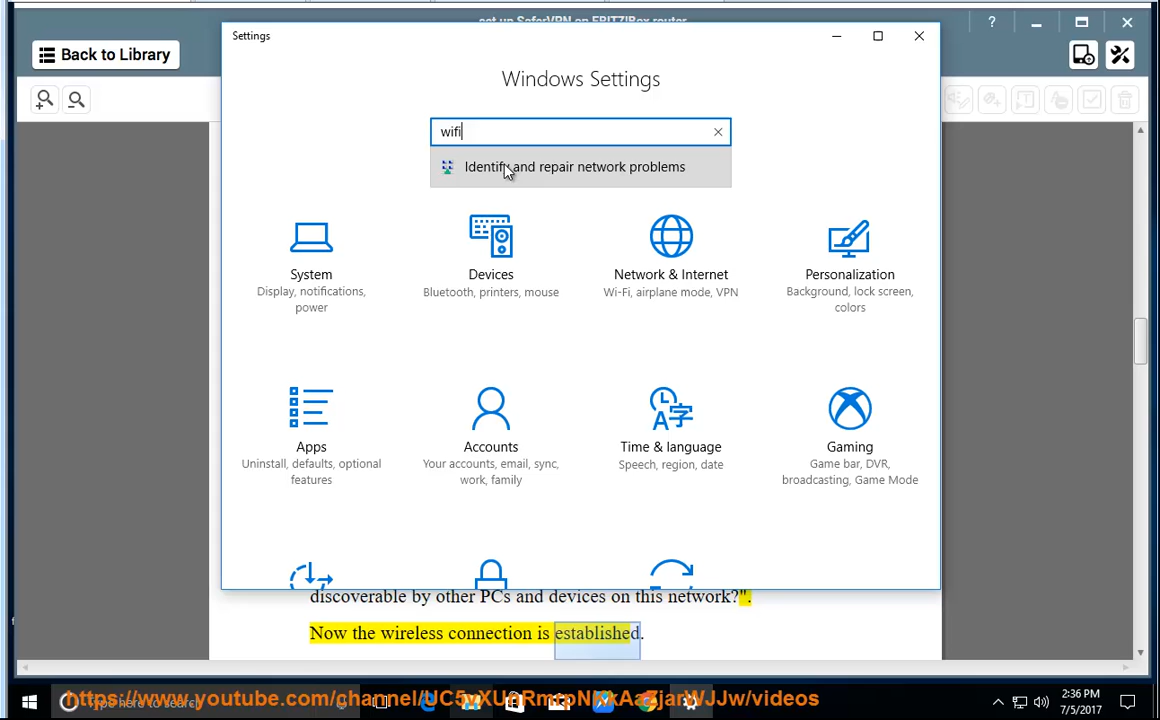 set up SaferVPN on FRITZ!Box router
Back to Library
Settings
Windows Settings
wifi
Identify and repair network problems
System
Display, notifications,
power
Devices
Bluetooth, printers, mouse
Network & Internet
Wi-Fi, airplane mode, VPN
Personalization
Background, lock screen,
colors
Apps
Uninstall, defaults, optional
features
Accounts
Your accounts, email, sync,
work, family
Time & language
Speech, region, date
Gaming
Game bar, DVR,
broadcasting, Game Mode
discoverable by other PCs and devices on this network?".
Now the wireless connection is established.
Type here to search
2:36 PM
7/5/2017